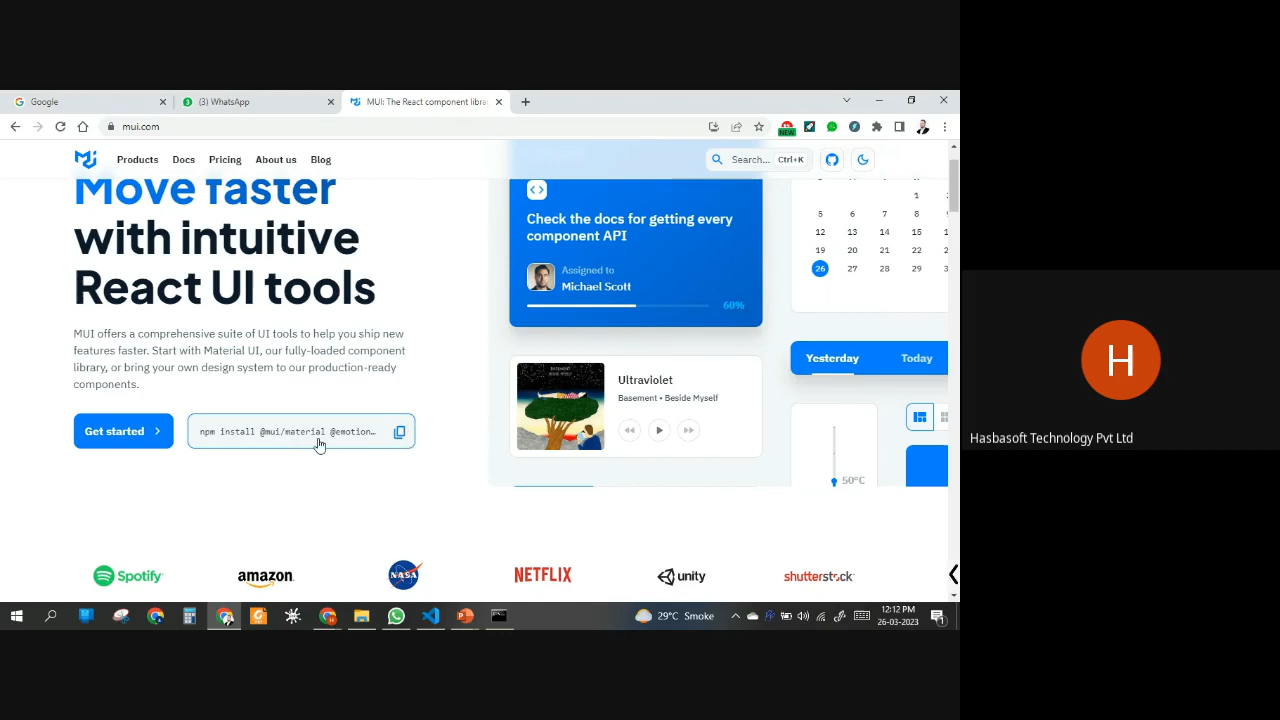 Google
(3) WhatsApp
MUI: The React component libra
mui.com
NEW
Products
Docs
Pricing
About us
Blog
Search...
Ctrl+K
Move faster
with intuitive
React UI tools
MUI offers a comprehensive suite of UI tools to help you ship new
features faster. Start with Material UI, our fully-loaded component
library, or bring your own design system to our production-ready
components.
Get started
npm install @mui/material @emotion...
Check the docs for getting every
component API
Assigned to
Michael Scott
60%
1
5 6 7 8 9
12 13 14 15 1
19 20 21 22 2
26 27 28 29 3
Yesterday
Today
Ultraviolet
Basement • Beside Myself
50°C
Spotify
amazon
NASA
NETFLIX
unity
shutterstock
29°C Smoke
12:12 PM
26-03-2023
1
H
Hasbasoft Technology Pvt Ltd